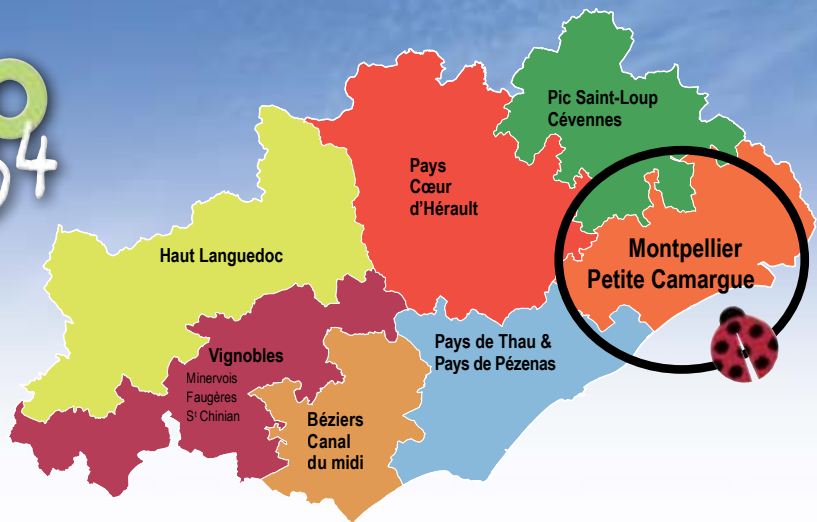 Pic Saint-Loup
Cévennes
Pays
Cœur
d'Hérault
Montpellier
Petite Camargue
Haut Languedoc
Vignobles
Minervois
Faugères
Sᵗ Chinian
Pays de Thau &
Pays de Pézenas
Béziers
Canal
du midi